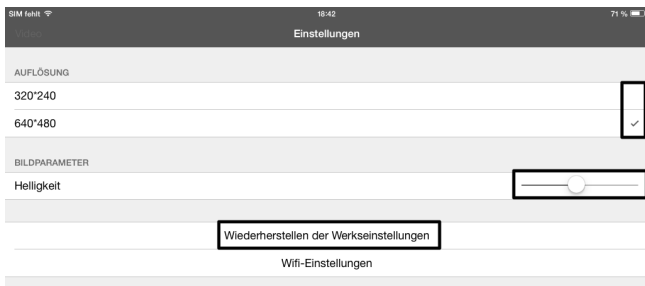 SIM fehlt 18:42 71 %
Video Einstellungen
AUFLÖSUNG
320*240
640*480
BILDPARAMETER
Helligkeit
Wiederherstellen der Werkseinstellungen
Wifi-Einstellungen